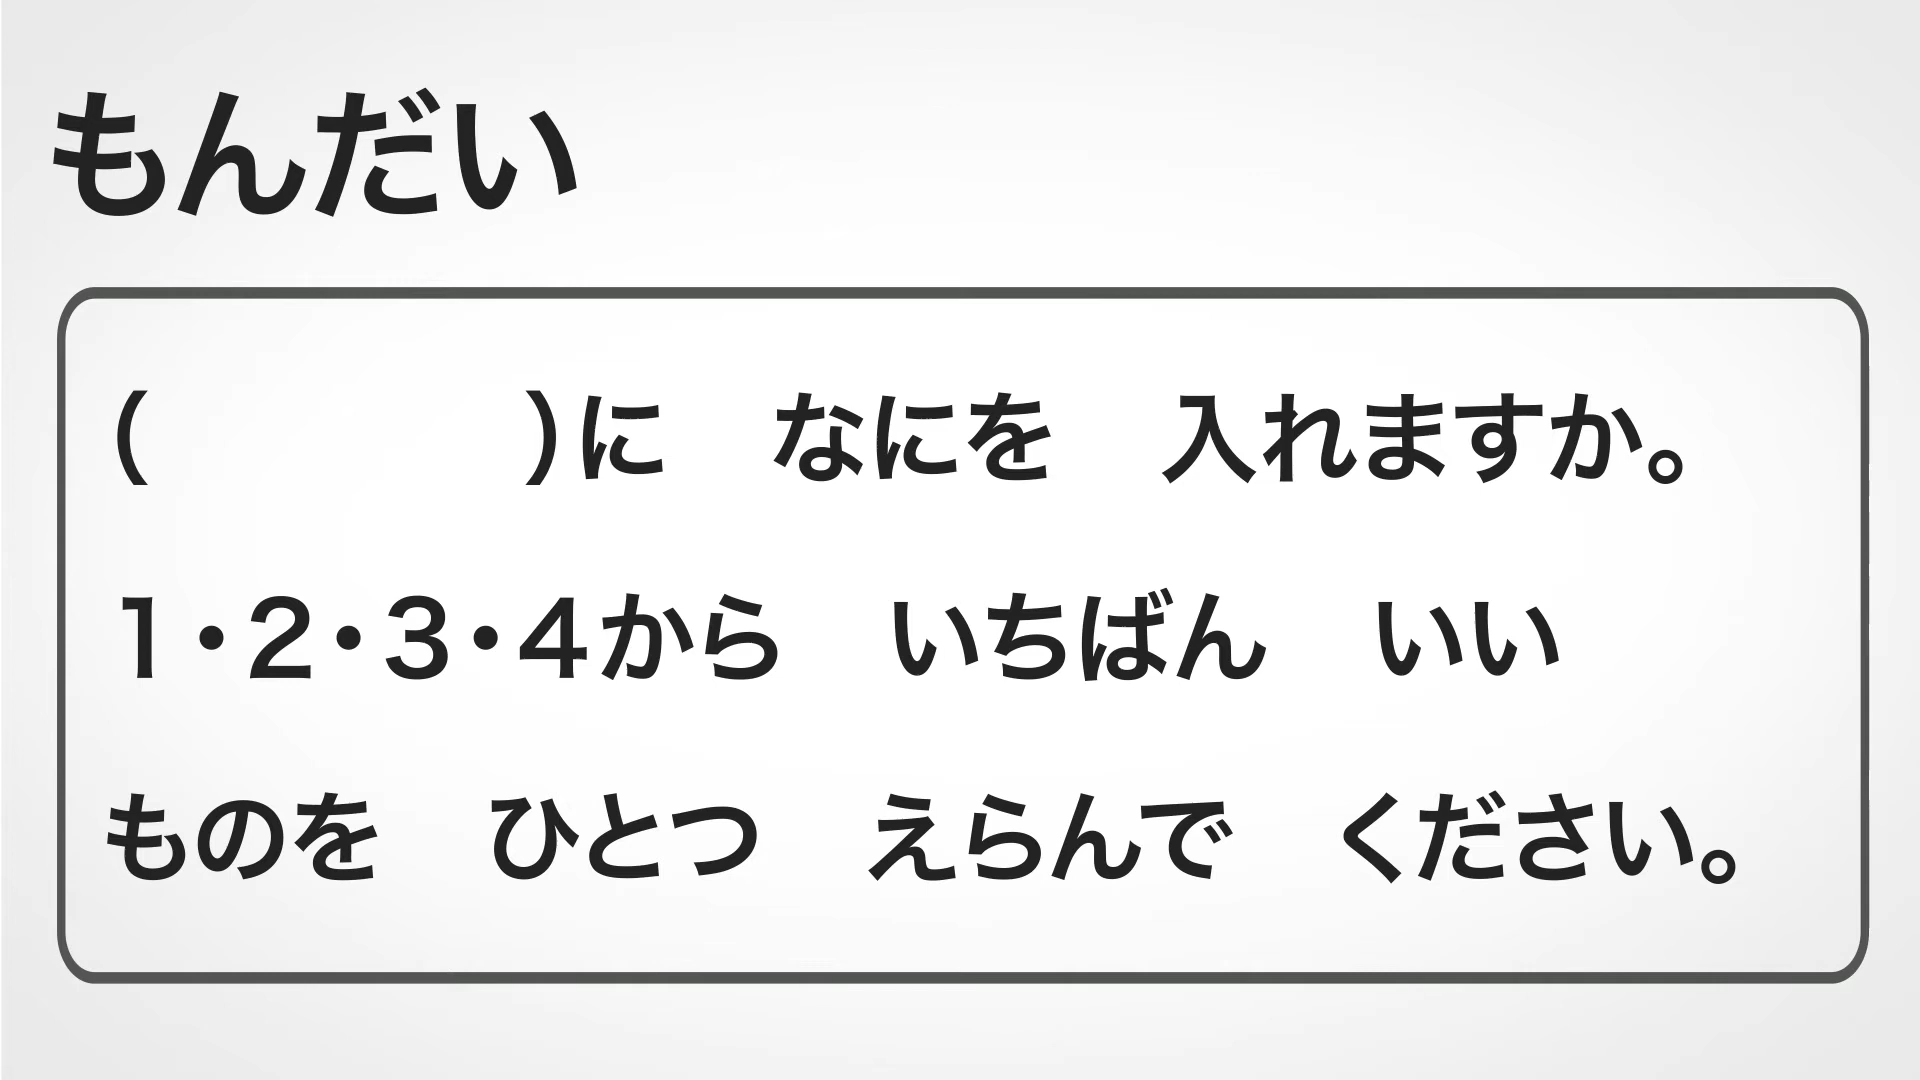 もんだい
(　　　　)に　なにを　入れますか。
1・2・3・4から　いちばん　いい
ものを　ひとつ　えらんで　ください。